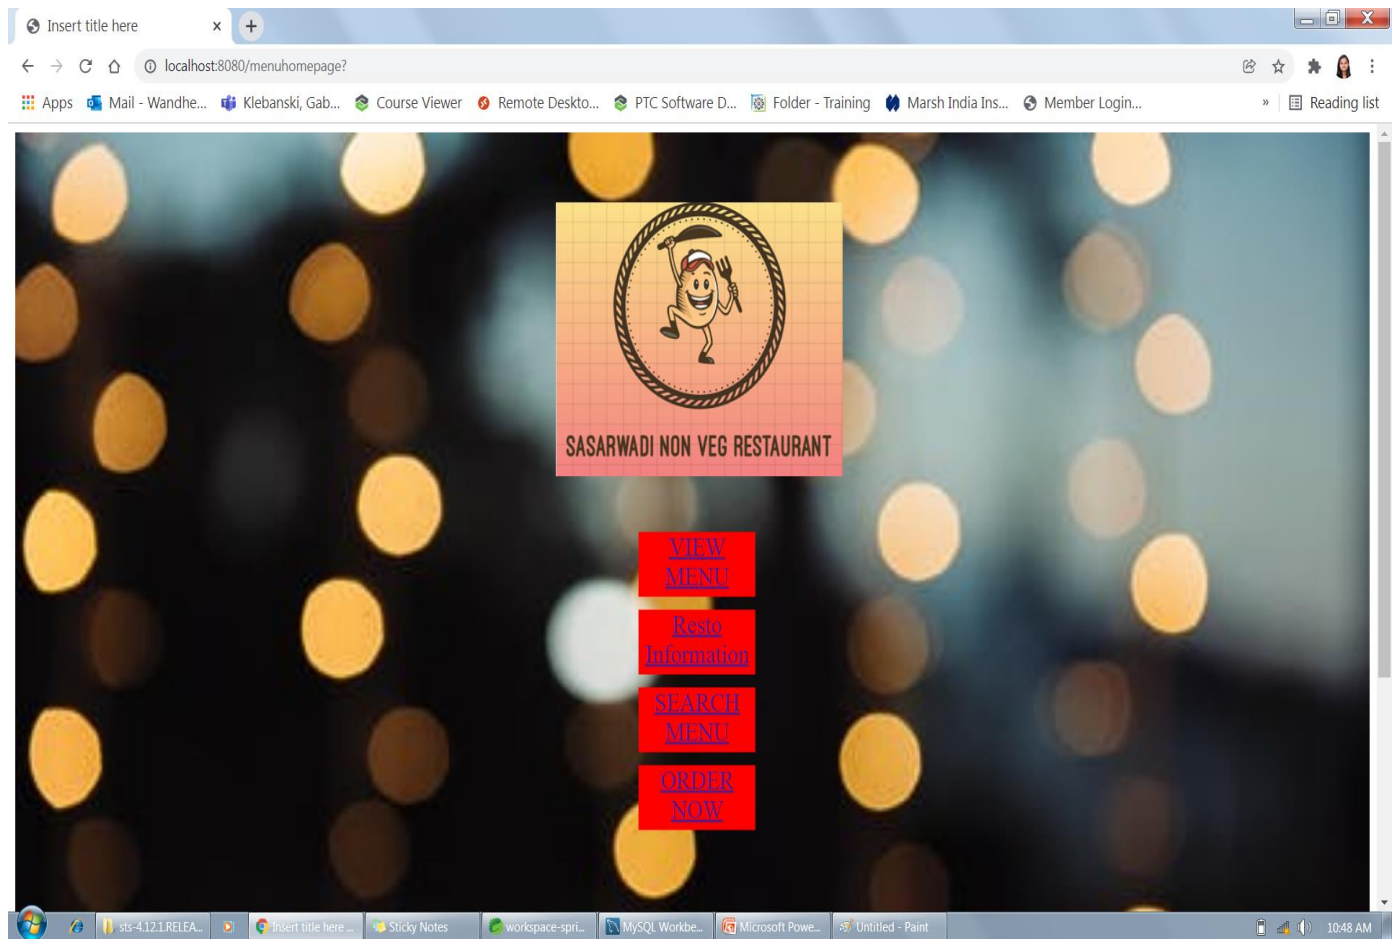 Insert title here
localhost:8080/menuhomepage?
Apps Mail - Wandhe... Klebanski, Gab... Course Viewer Remote Deskto... PTC Software D... Folder - Training Marsh India Ins... Member Login... » Reading list
SASARWADI NON VEG RESTAURANT
VIEW
MENU
Resto
Information
SEARCH
MENU
ORDER
NOW
sts-4.12.1.RELEA... Insert title here ... Sticky Notes workspace-spri... MySQL Workbe... Microsoft Powe... Untitled - Paint 10:48 AM